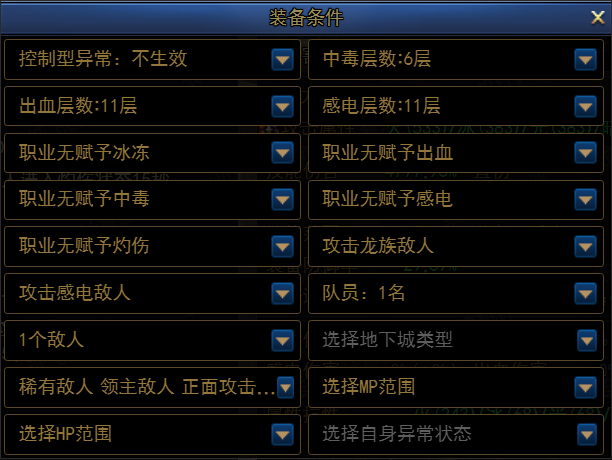 装备条件
控制型异常：不生效 中毒层数:6层
出血层数:11层 感电层数:11层
职业无赋予冰冻 职业无赋予出血
职业无赋予中毒 职业无赋予感电
职业无赋予灼伤 攻击龙族敌人
攻击感电敌人 队员：1名
1个敌人 选择地下城类型
稀有敌人 领主敌人 正面攻击... 选择MP范围
选择HP范围 选择自身异常状态